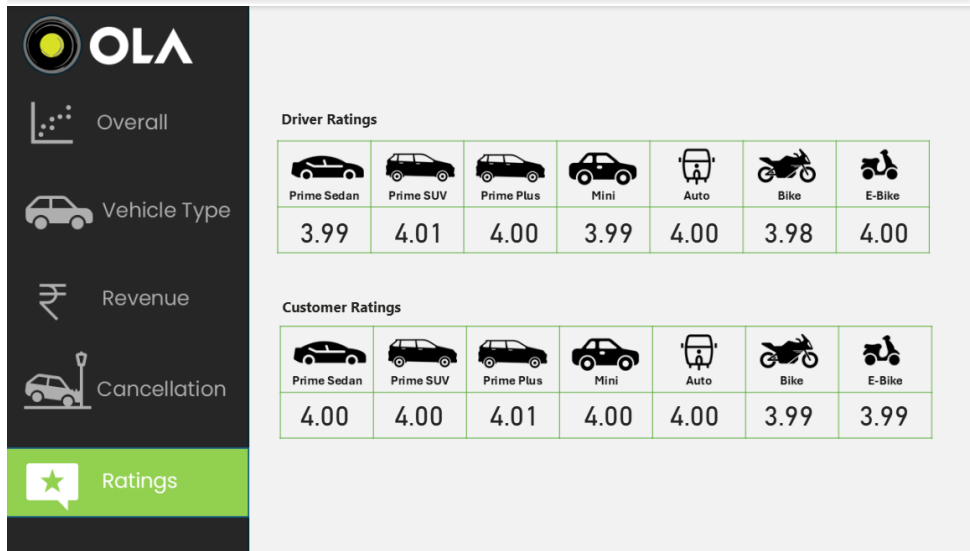 OLA
Overall
Vehicle Type
Revenue
Cancellation
Ratings
Driver Ratings
Prime Sedan Prime SUV Prime Plus Mini Auto Bike E-Bike
3.99 4.01 4.00 3.99 4.00 3.98 4.00
Customer Ratings
Prime Sedan Prime SUV Prime Plus Mini Auto Bike E-Bike
4.00 4.00 4.01 4.00 4.00 3.99 3.99